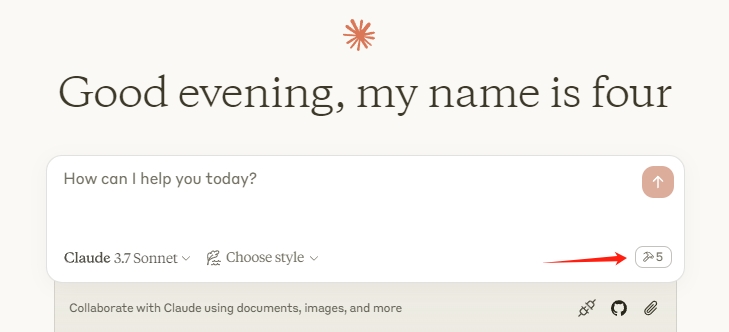 Good evening, my name is four
How can I help you today?
Claude 3.7 Sonnet Choose style 5
Collaborate with Claude using documents, images, and more